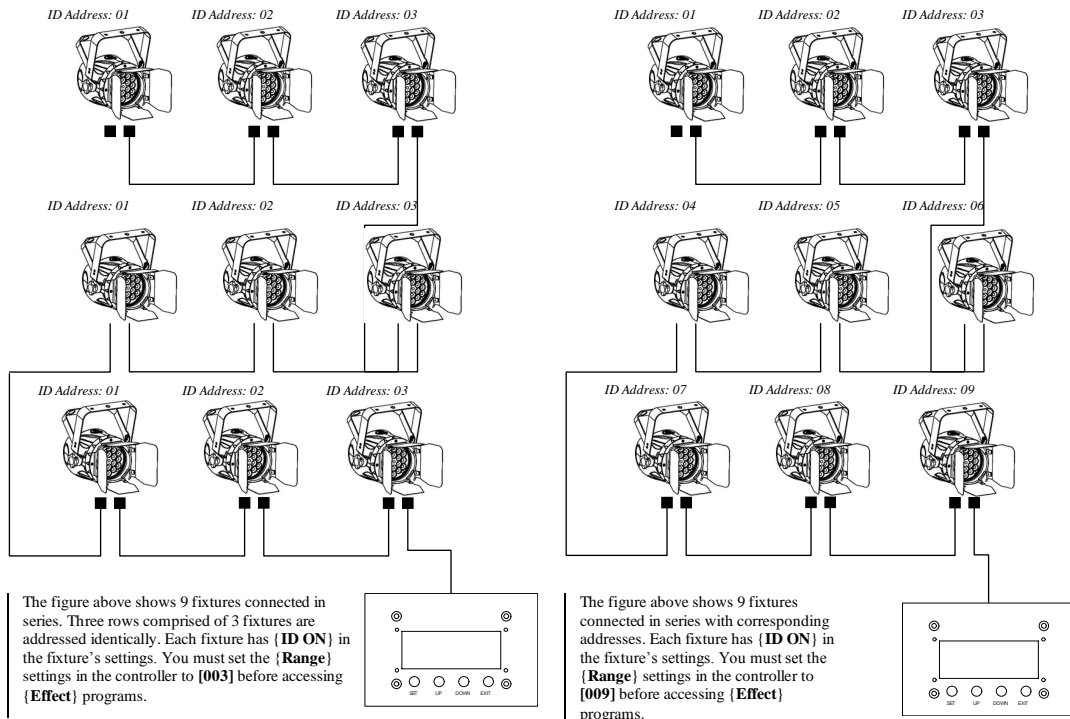 ID Address: 01 ID Address: 02 ID Address: 03
ID Address: 01 ID Address: 02 ID Address: 03
ID Address: 01 ID Address: 02 ID Address: 03
The figure above shows 9 fixtures connected in
series. Three rows comprised of 3 fixtures are
addressed identically. Each fixture has {ID ON} in
the fixture's settings. You must set the {Range}
settings in the controller to [003] before accessing
{Effect} programs.
SET UP DOWN EXIT
ID Address: 01 ID Address: 02 ID Address: 03
ID Address: 04 ID Address: 05 ID Address: 06
ID Address: 07 ID Address: 08 ID Address: 09
The figure above shows 9 fixtures
connected in series with corresponding
addresses. Each fixture has {ID ON} in
the fixture's settings. You must set the
{Range} settings in the controller to
[009] before accessing {Effect}
programs.
SET UP DOWN EXIT